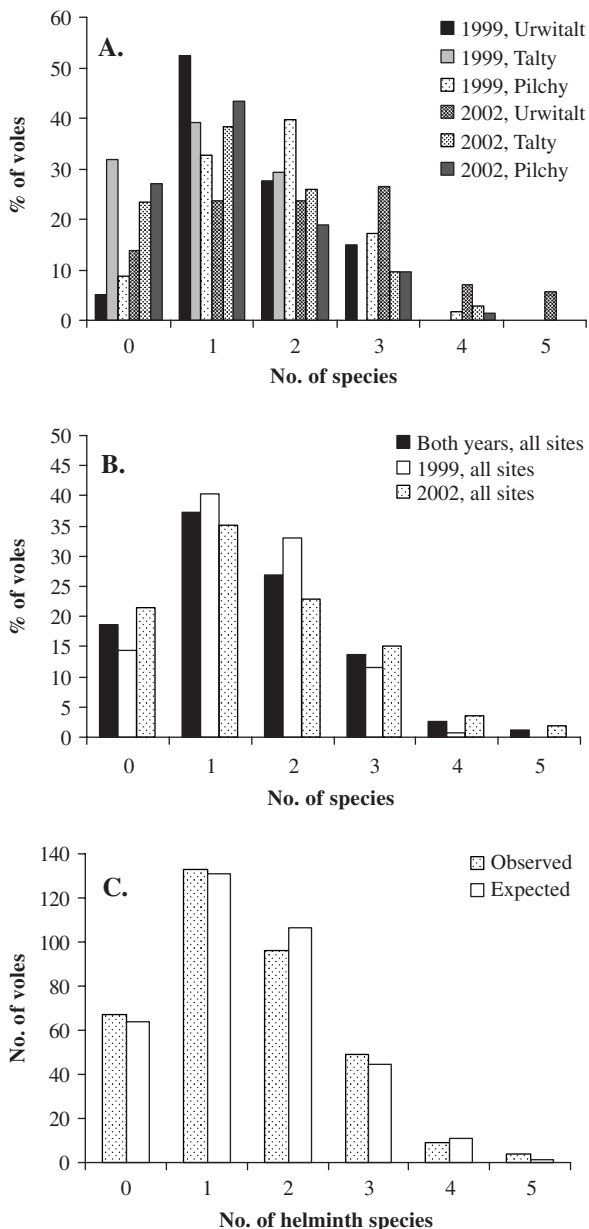 60
50
40
30
20
10
0
% of voles
A.
1999, Urwitalt
1999, Talty
1999, Pilchy
2002, Urwitalt
2002, Talty
2002, Pilchy
0 1 2 3 4 5
No. of species
50
45
40
35
30
25
20
15
10
5
0
% of voles
B.
Both years, all sites
1999, all sites
2002, all sites
0 1 2 3 4 5
No. of species
140
120
100
80
60
40
20
0
No. of voles
C.
Observed
Expected
0 1 2 3 4 5
No. of helminth species